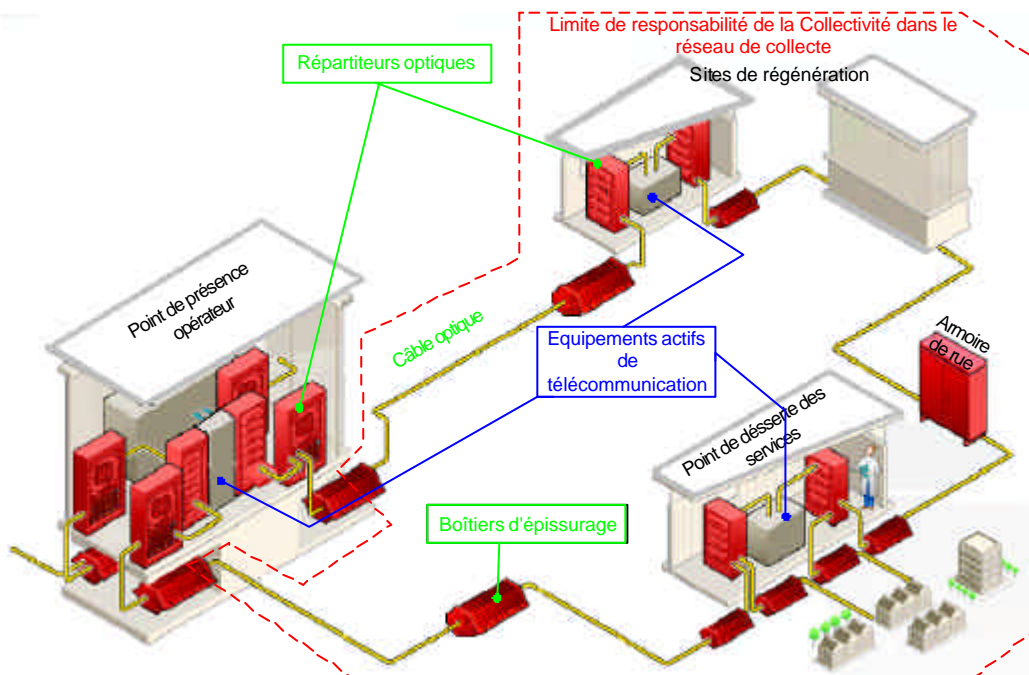 Limite de responsabilité de la Collectivité dans le
réseau de collecte
Répartiteurs optiques
Sites de régénération
Point de présence
opérateur
Câble optique
Equipements actifs
de
télécommunication
Armoire
de rue
Point de désserte des
services
Boîtiers d'épissurage